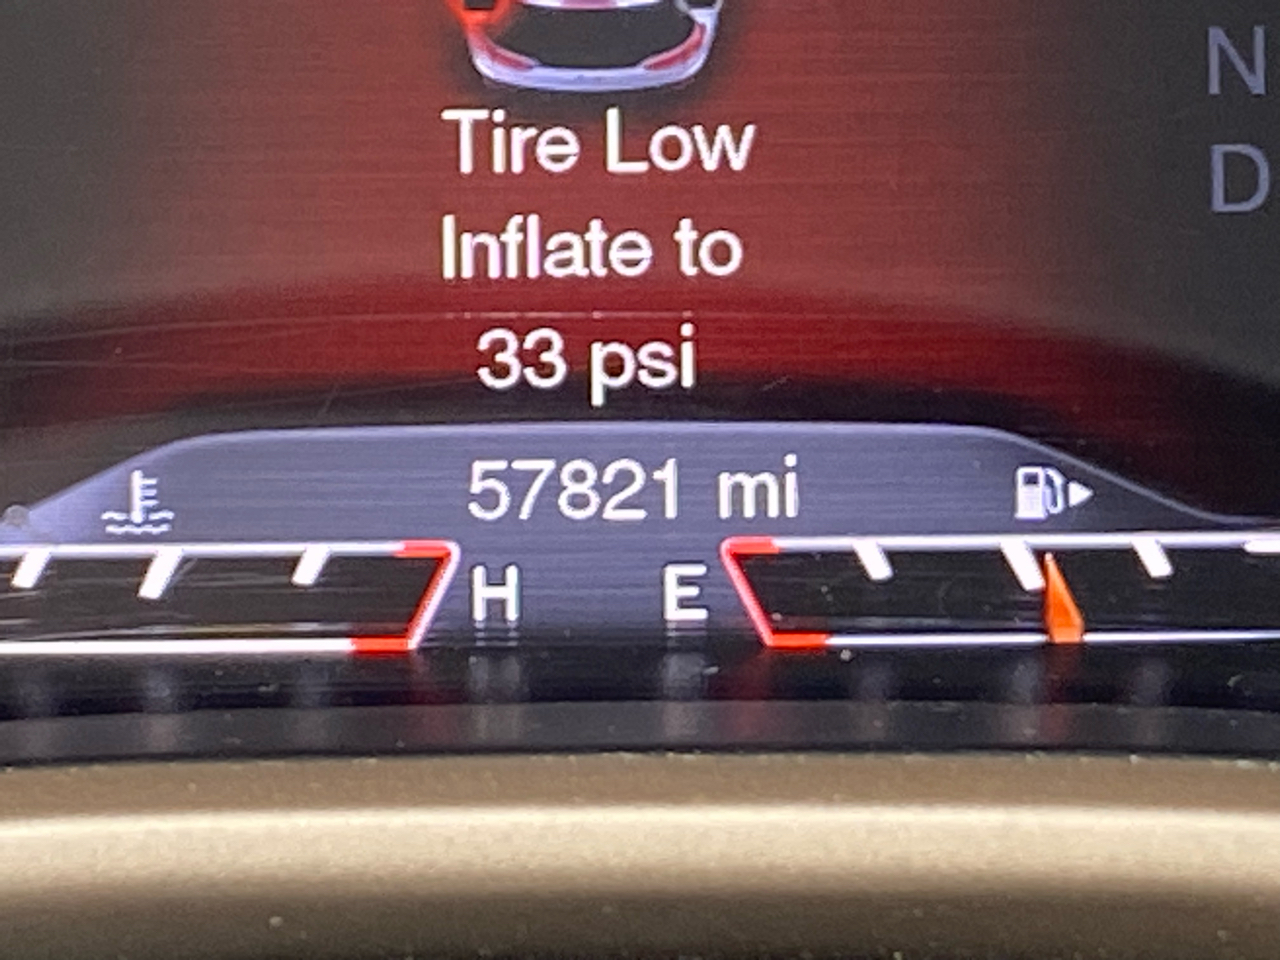 N
D
Tire Low
Inflate to
33 psi
57821 mi
H E